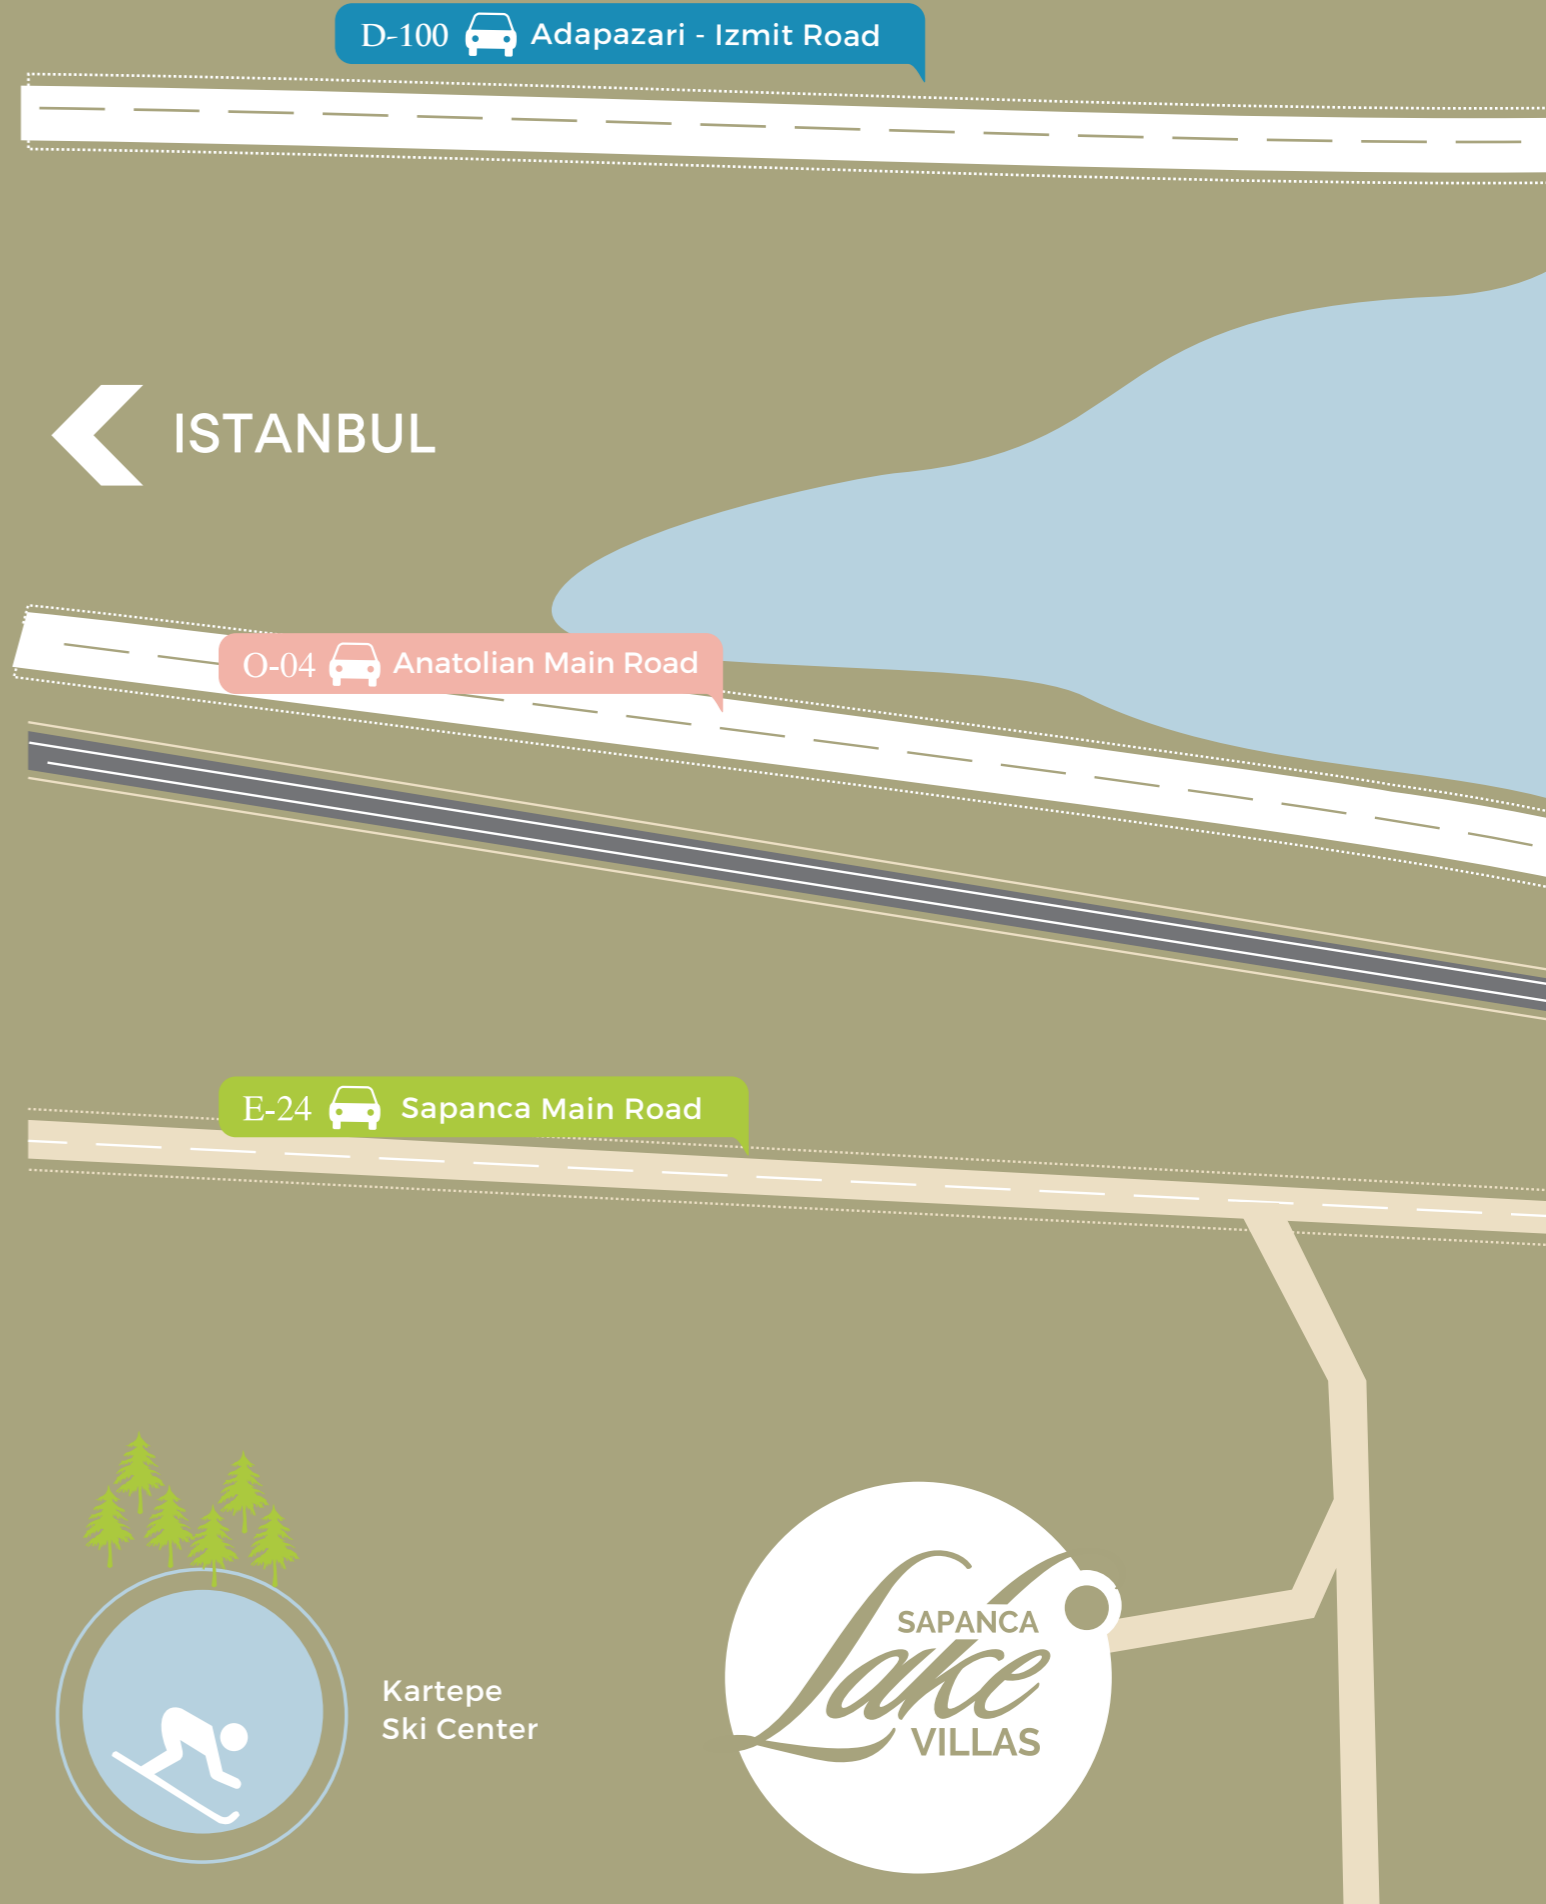 D-100 Adapazari - Izmit Road
ISTANBUL
O-04 Anatolian Main Road
E-24 Sapanca Main Road
Kartepe
Ski Center
SAPANCA
Lake
VILLAS